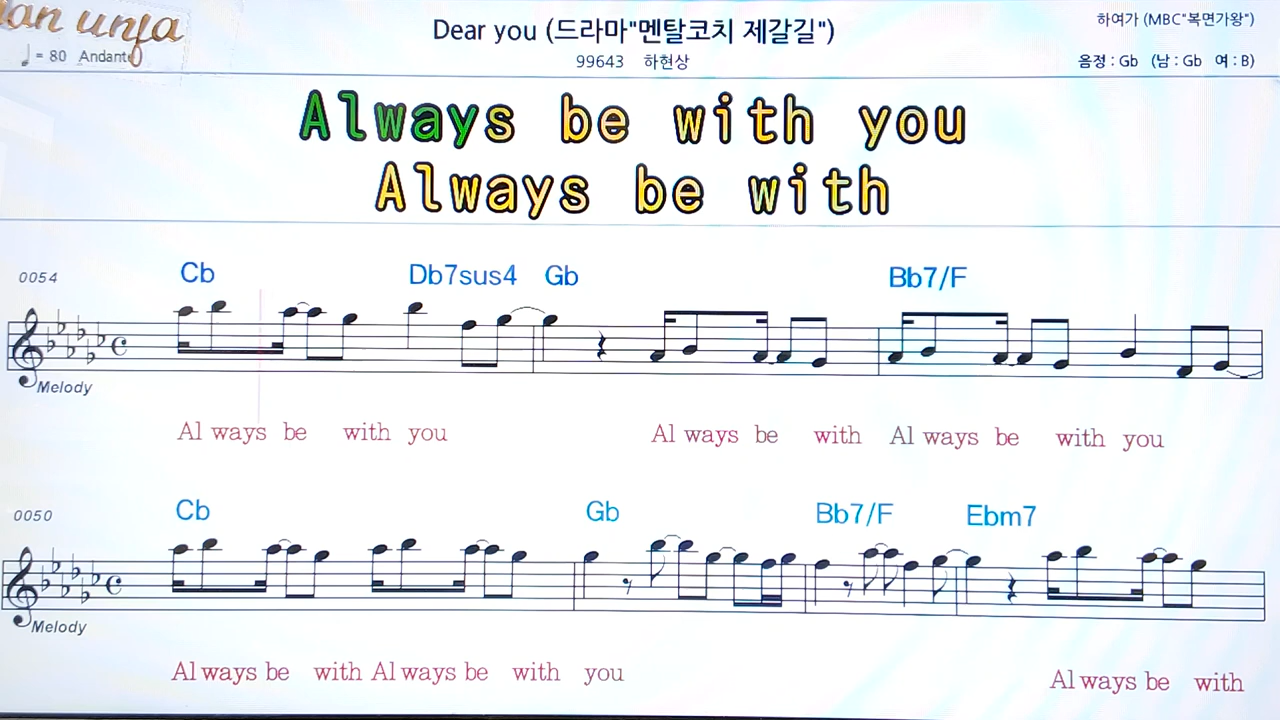 Dear you (드라마"멘탈코치 제갈길")
하여가 (MBC"복면가왕")
♩ = 80 Andante
99643 하현상
음정 : Gb (남 : Gb 여 : B)
Always be with you
Always be with
0054 Cb Db7sus4 Gb Bb7/F
Melody
Al ways be with you Al ways be with Al ways be with you
0050 Cb Gb Bb7/F Ebm7
Melody
Al ways be with Al ways be with you Al ways be with